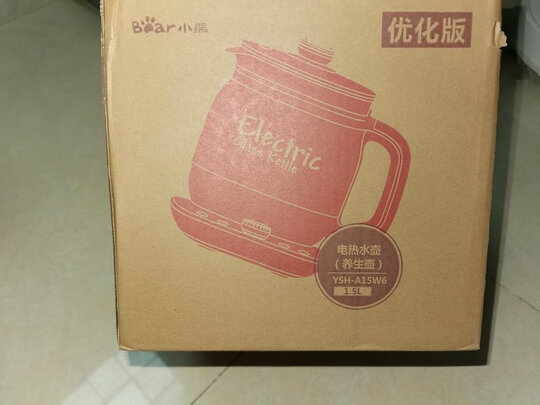 Bear小熊
优化版
Electric
Glass Kettle
电热水壶
(养生壶)
YSH-A15W6
1.5L